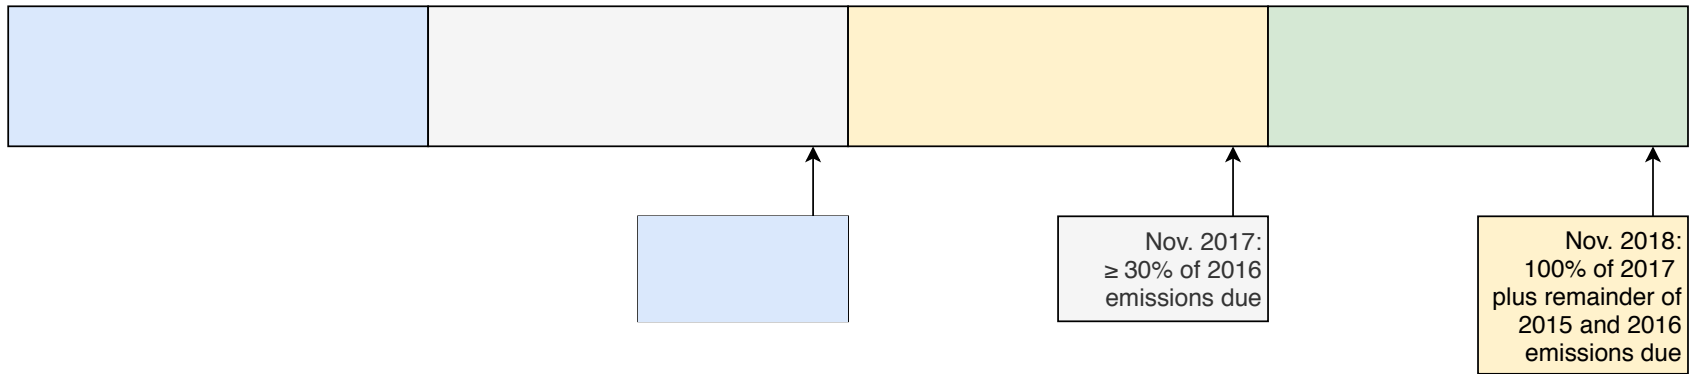 Nov. 2017:
≥ 30% of 2016
emissions due
Nov. 2018:
100% of 2017
plus remainder of
2015 and 2016
emissions due